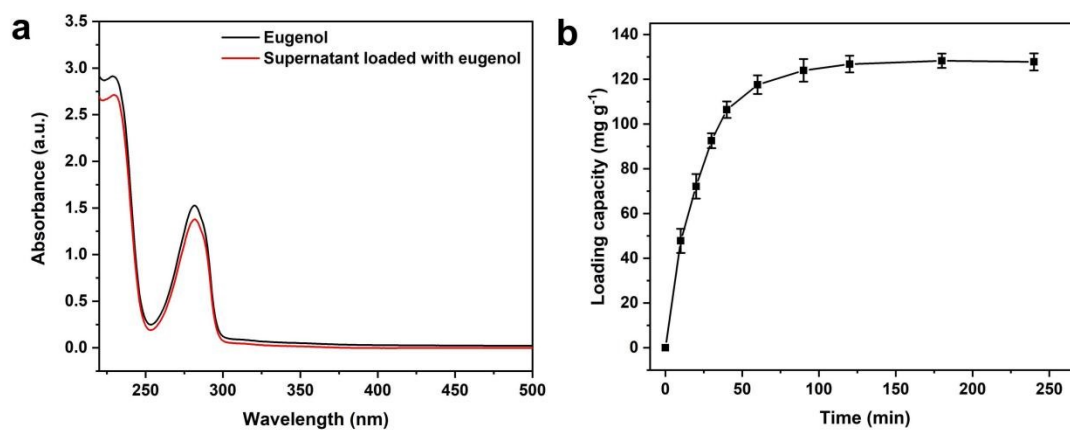 a
Eugenol
Supernatant loaded with eugenol
Absorbance (a.u.)
3.5
3.0
2.5
2.0
1.5
1.0
0.5
0.0
250 300 350 400 450 500
Wavelength (nm)
b
Loading capacity (mg g⁻¹)
140
120
100
80
60
40
20
0
0 50 100 150 200 250
Time (min)